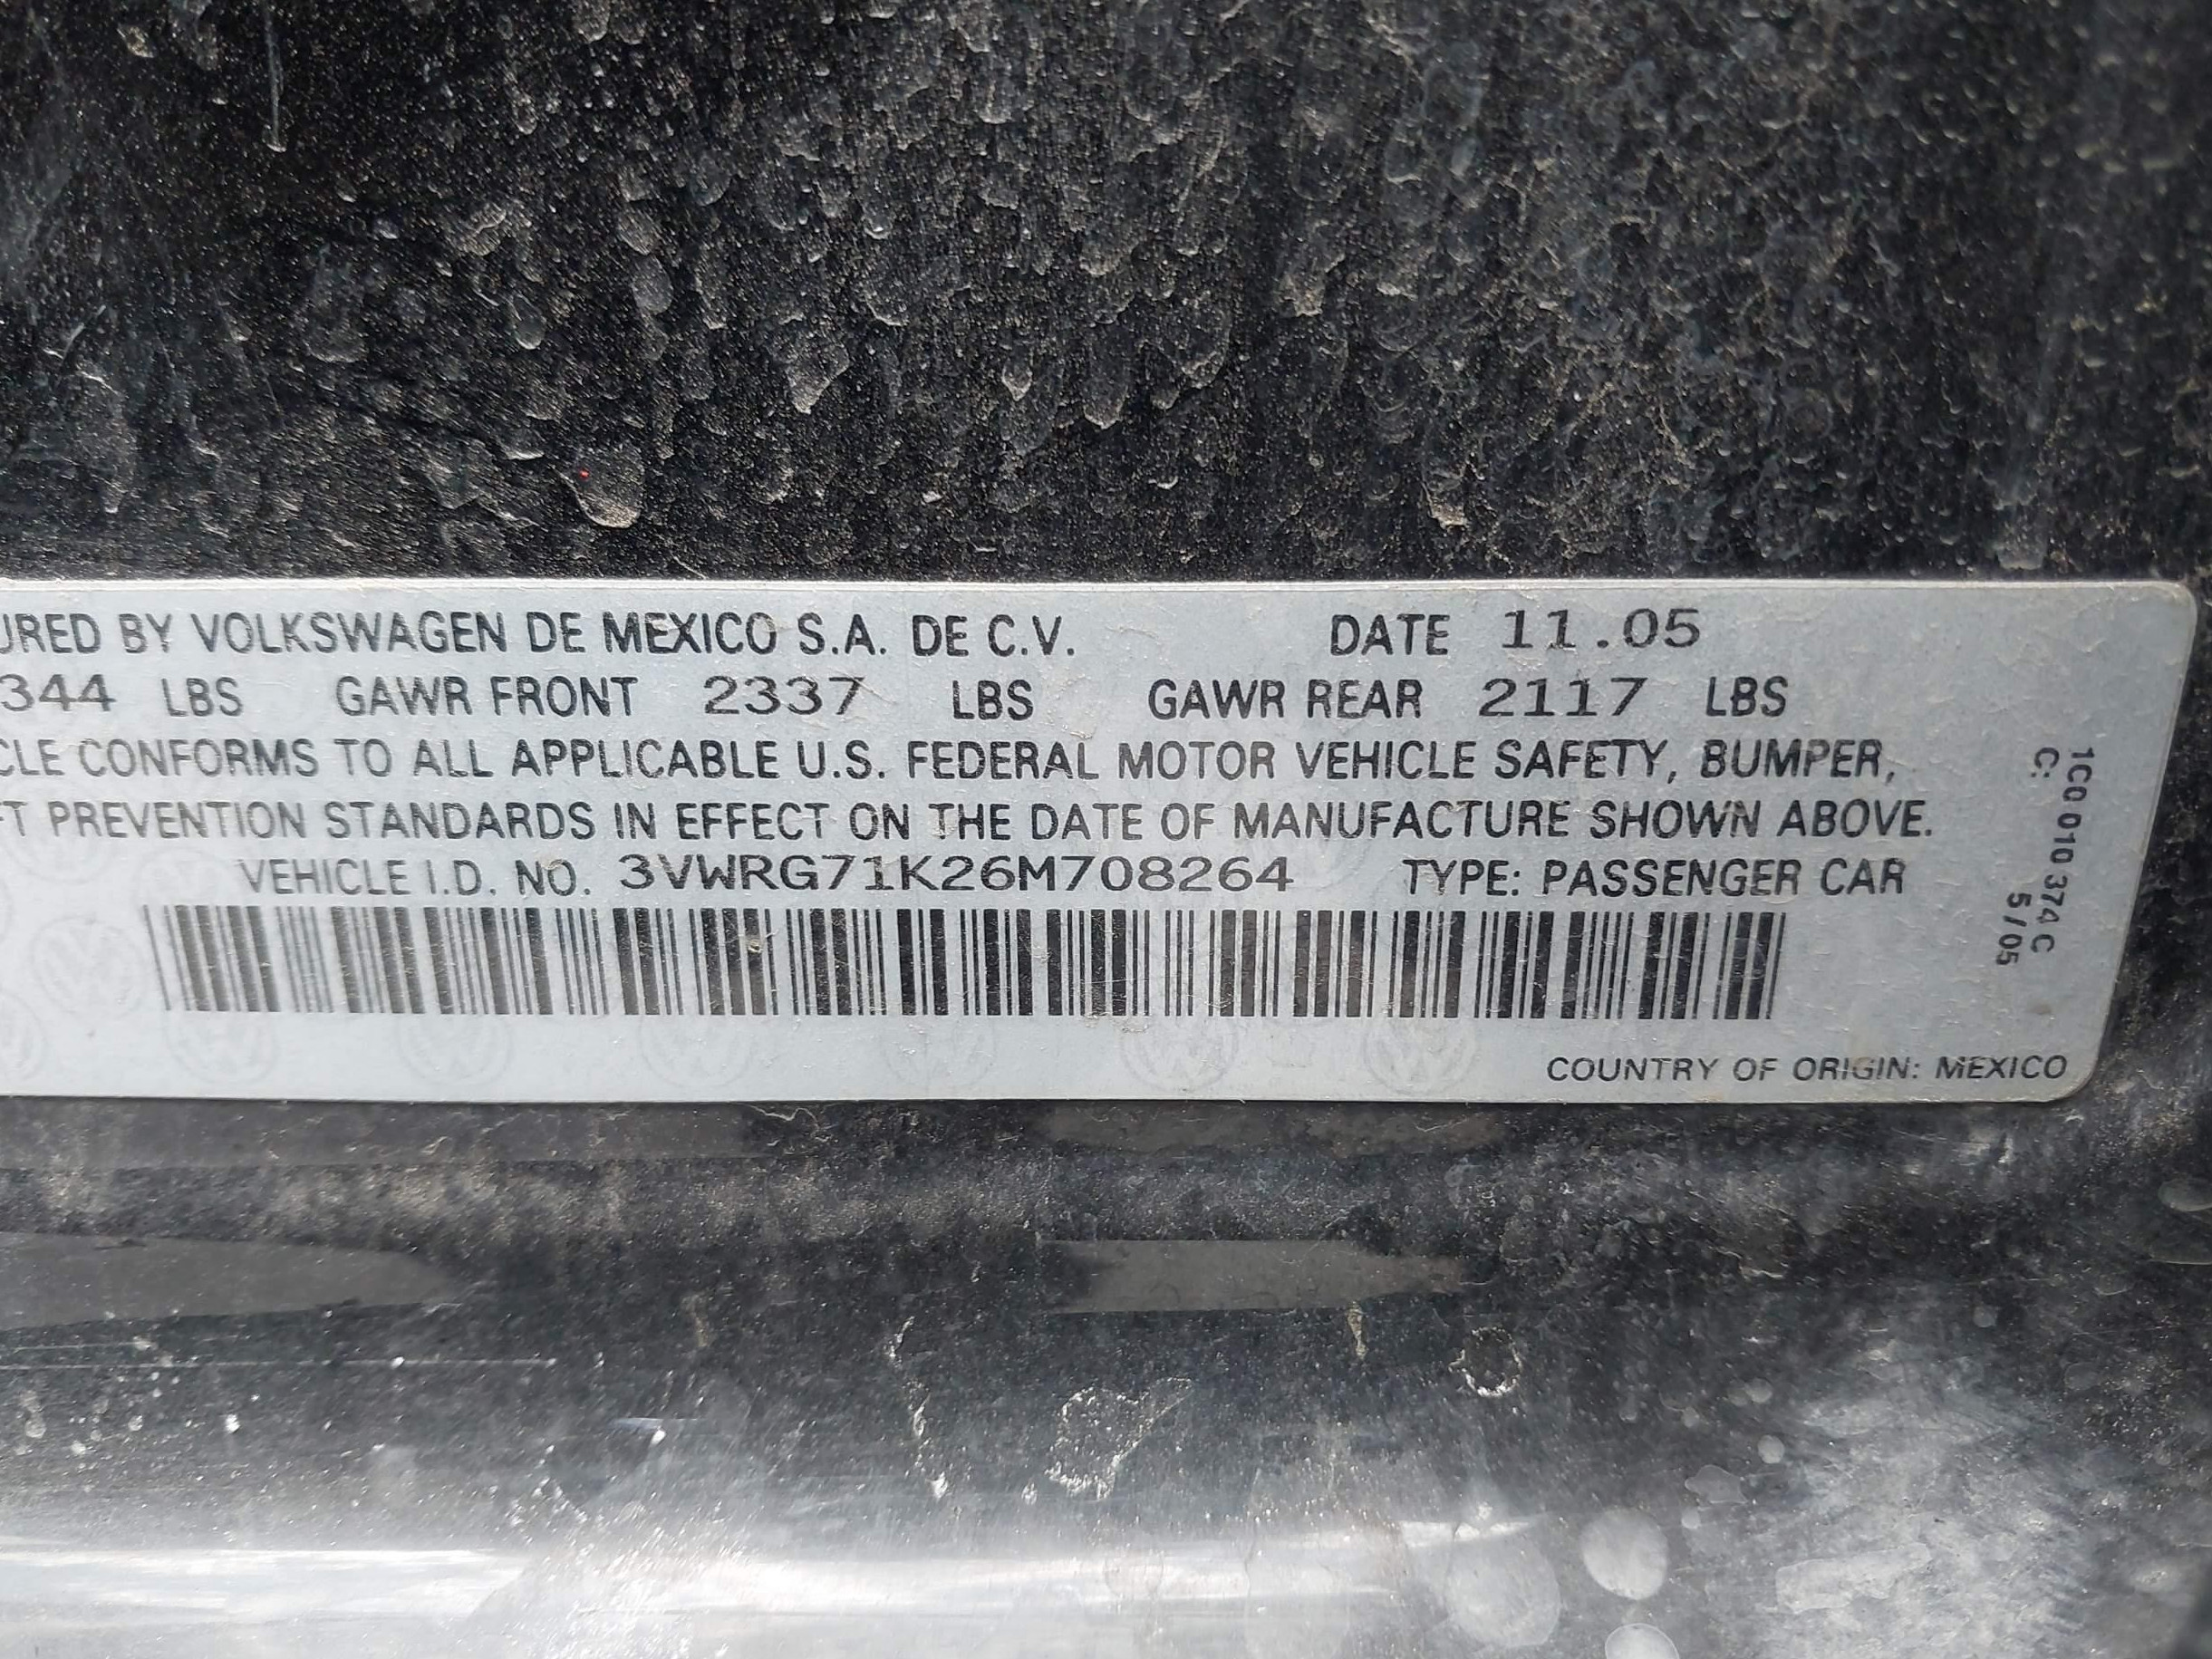 URED BY VOLKSWAGEN DE MEXICO S.A. DE C.V. DATE 11.05
344 LBS GAWR FRONT 2337 LBS GAWR REAR 2117 LBS
CLE CONFORMS TO ALL APPLICABLE U.S. FEDERAL MOTOR VEHICLE SAFETY, BUMPER,
FT PREVENTION STANDARDS IN EFFECT ON THE DATE OF MANUFACTURE SHOWN ABOVE.
VEHICLE I.D. NO. 3VWRG71K26M708264 TYPE: PASSENGER CAR
COUNTRY OF ORIGIN: MEXICO
1C0 010 374 C
C: 5/05